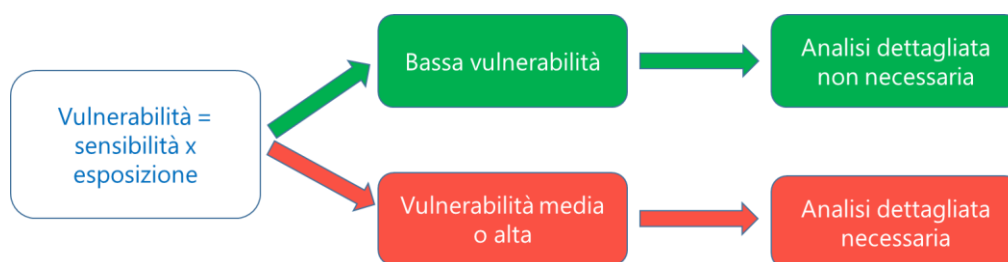 Vulnerabilità =
sensibilità x
esposizione
Bassa vulnerabilità
Analisi dettagliata
non necessaria
Vulnerabilità media
o alta
Analisi dettagliata
necessaria